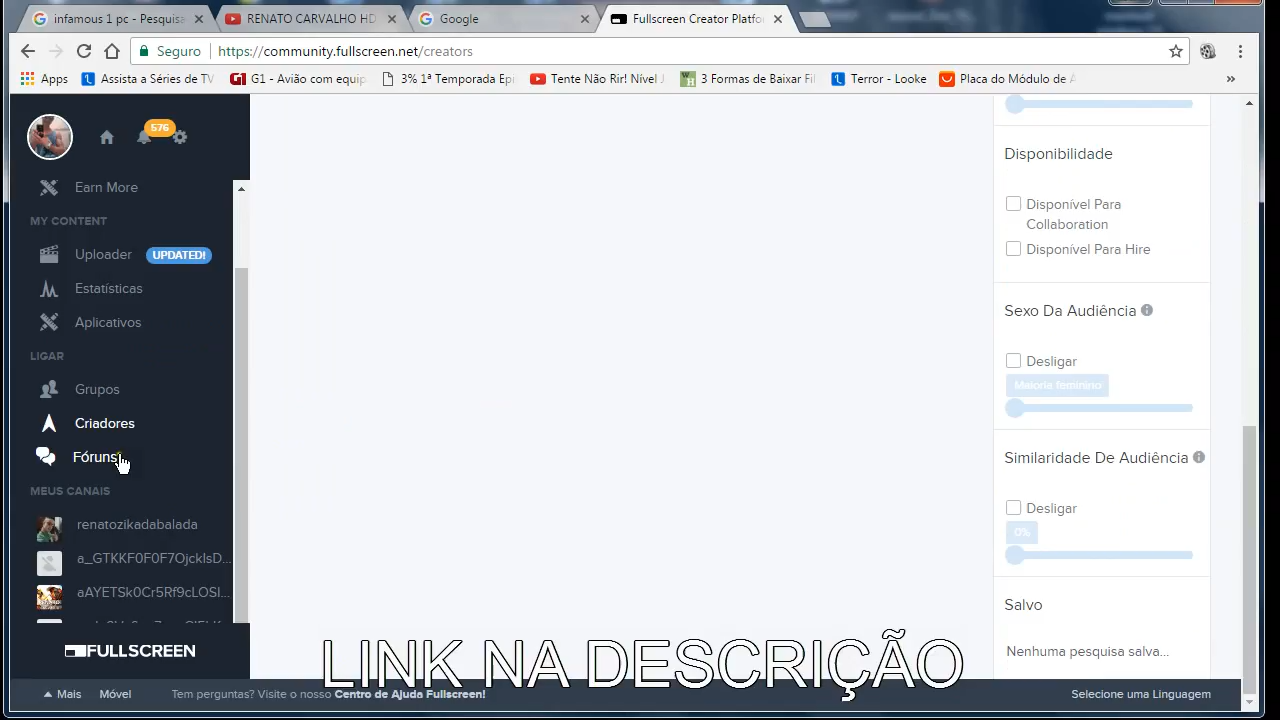 infamous 1 pc - Pesquisa
RENATO CARVALHO HD
Google
Fullscreen Creator Platfo
Seguro
https://community.fullscreen.net/creators
Apps
Assista a Séries de TV
G1 - Avião com equip
3% 1ª Temporada Epi
Tente Não Rir! Nível
3 Formas de Baixar Fil
Terror - Looke
Placa do Módulo de A
»
576
Earn More
MY CONTENT
Uploader
UPDATED!
Estatísticas
Aplicativos
LIGAR
Grupos
Criadores
Fóruns
MEUS CANAIS
renatozikadabalada
a_GTKKF0F0F7OjckIsD...
aAYETSk0Cr5Rf9cLOSI...
FULLSCREEN
Disponibilidade
Disponível Para
Collaboration
Disponível Para Hire
Sexo Da Audiência
Desligar
Maioria feminino
Similaridade De Audiência
Desligar
0%
Salvo
Nenhuma pesquisa salva...
LINK NA DESCRIÇÃO
Mais
Móvel
Tem perguntas? Visite o nosso Centro de Ajuda Fullscreen!
Selecione uma Linguagem